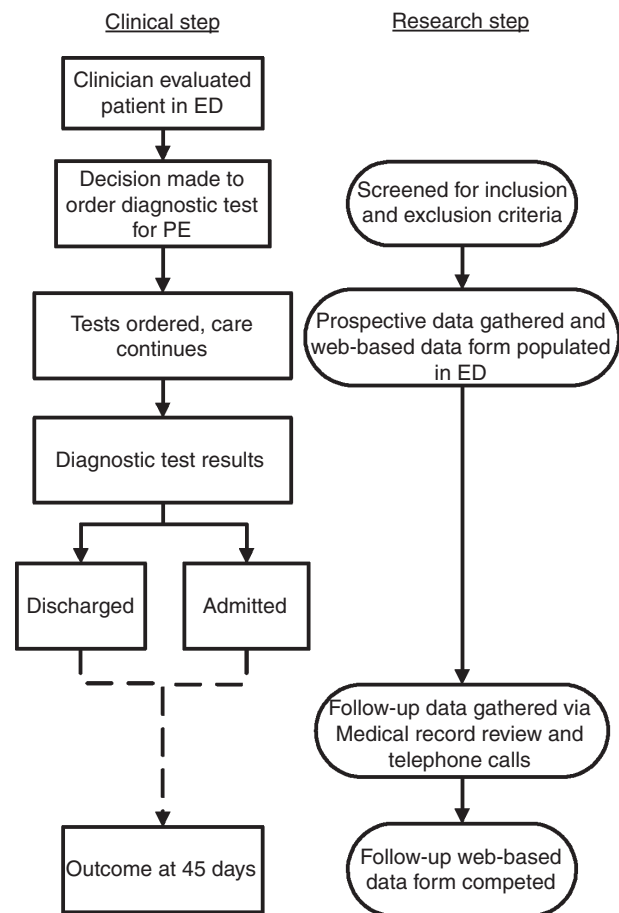 Clinical step
Research step
Clinician evaluated
patient in ED
Decision made to
order diagnostic test
for PE
Screened for inclusion
and exclusion criteria
Tests ordered, care
continues
Prospective data gathered and
web-based data form populated
in ED
Diagnostic test results
Discharged
Admitted
Follow-up data gathered via
Medical record review and
telephone calls
Outcome at 45 days
Follow-up web-based
data form competed